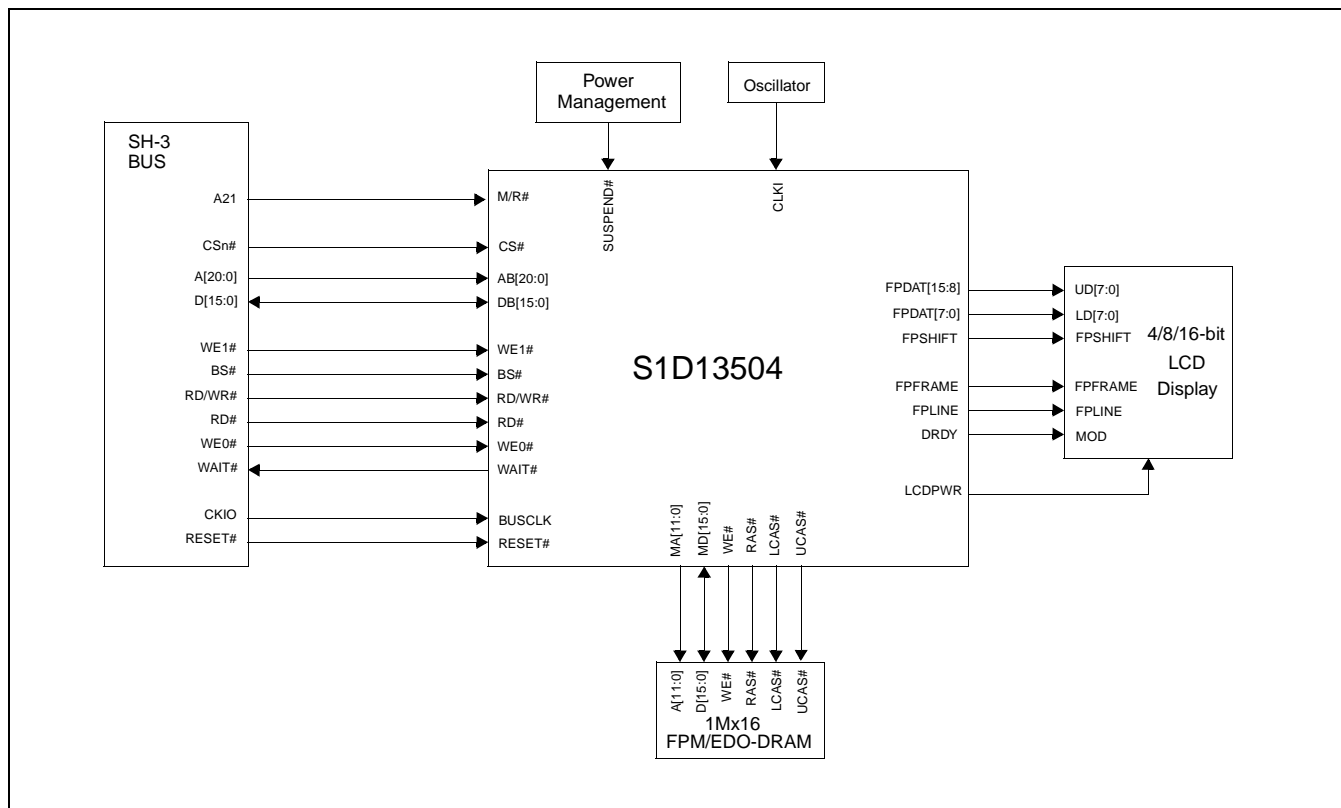 Power
Management
Oscillator
SH-3
BUS
A21
CSn#
A[20:0]
D[15:0]
WE1#
BS#
RD/WR#
RD#
WE0#
WAIT#
CKIO
RESET#
M/R#
CS#
AB[20:0]
DB[15:0]
WE1#
BS#
RD/WR#
RD#
WE0#
WAIT#
BUSCLK
RESET#
SUSPEND#
CLKI
S1D13504
FPDAT[15:8]
FPDAT[7:0]
FPSHIFT
FPFRAME
FPLINE
DRDY
LCDPWR
UD[7:0]
LD[7:0]
FPSHIFT
FPFRAME
FPLINE
MOD
4/8/16-bit
LCD
Display
MA[11:0]
MD[15:0]
WE#
RAS#
LCAS#
UCAS#
A[11:0]
D[15:0]
WE#
RAS#
LCAS#
UCAS#
1Mx16
FPM/EDO-DRAM